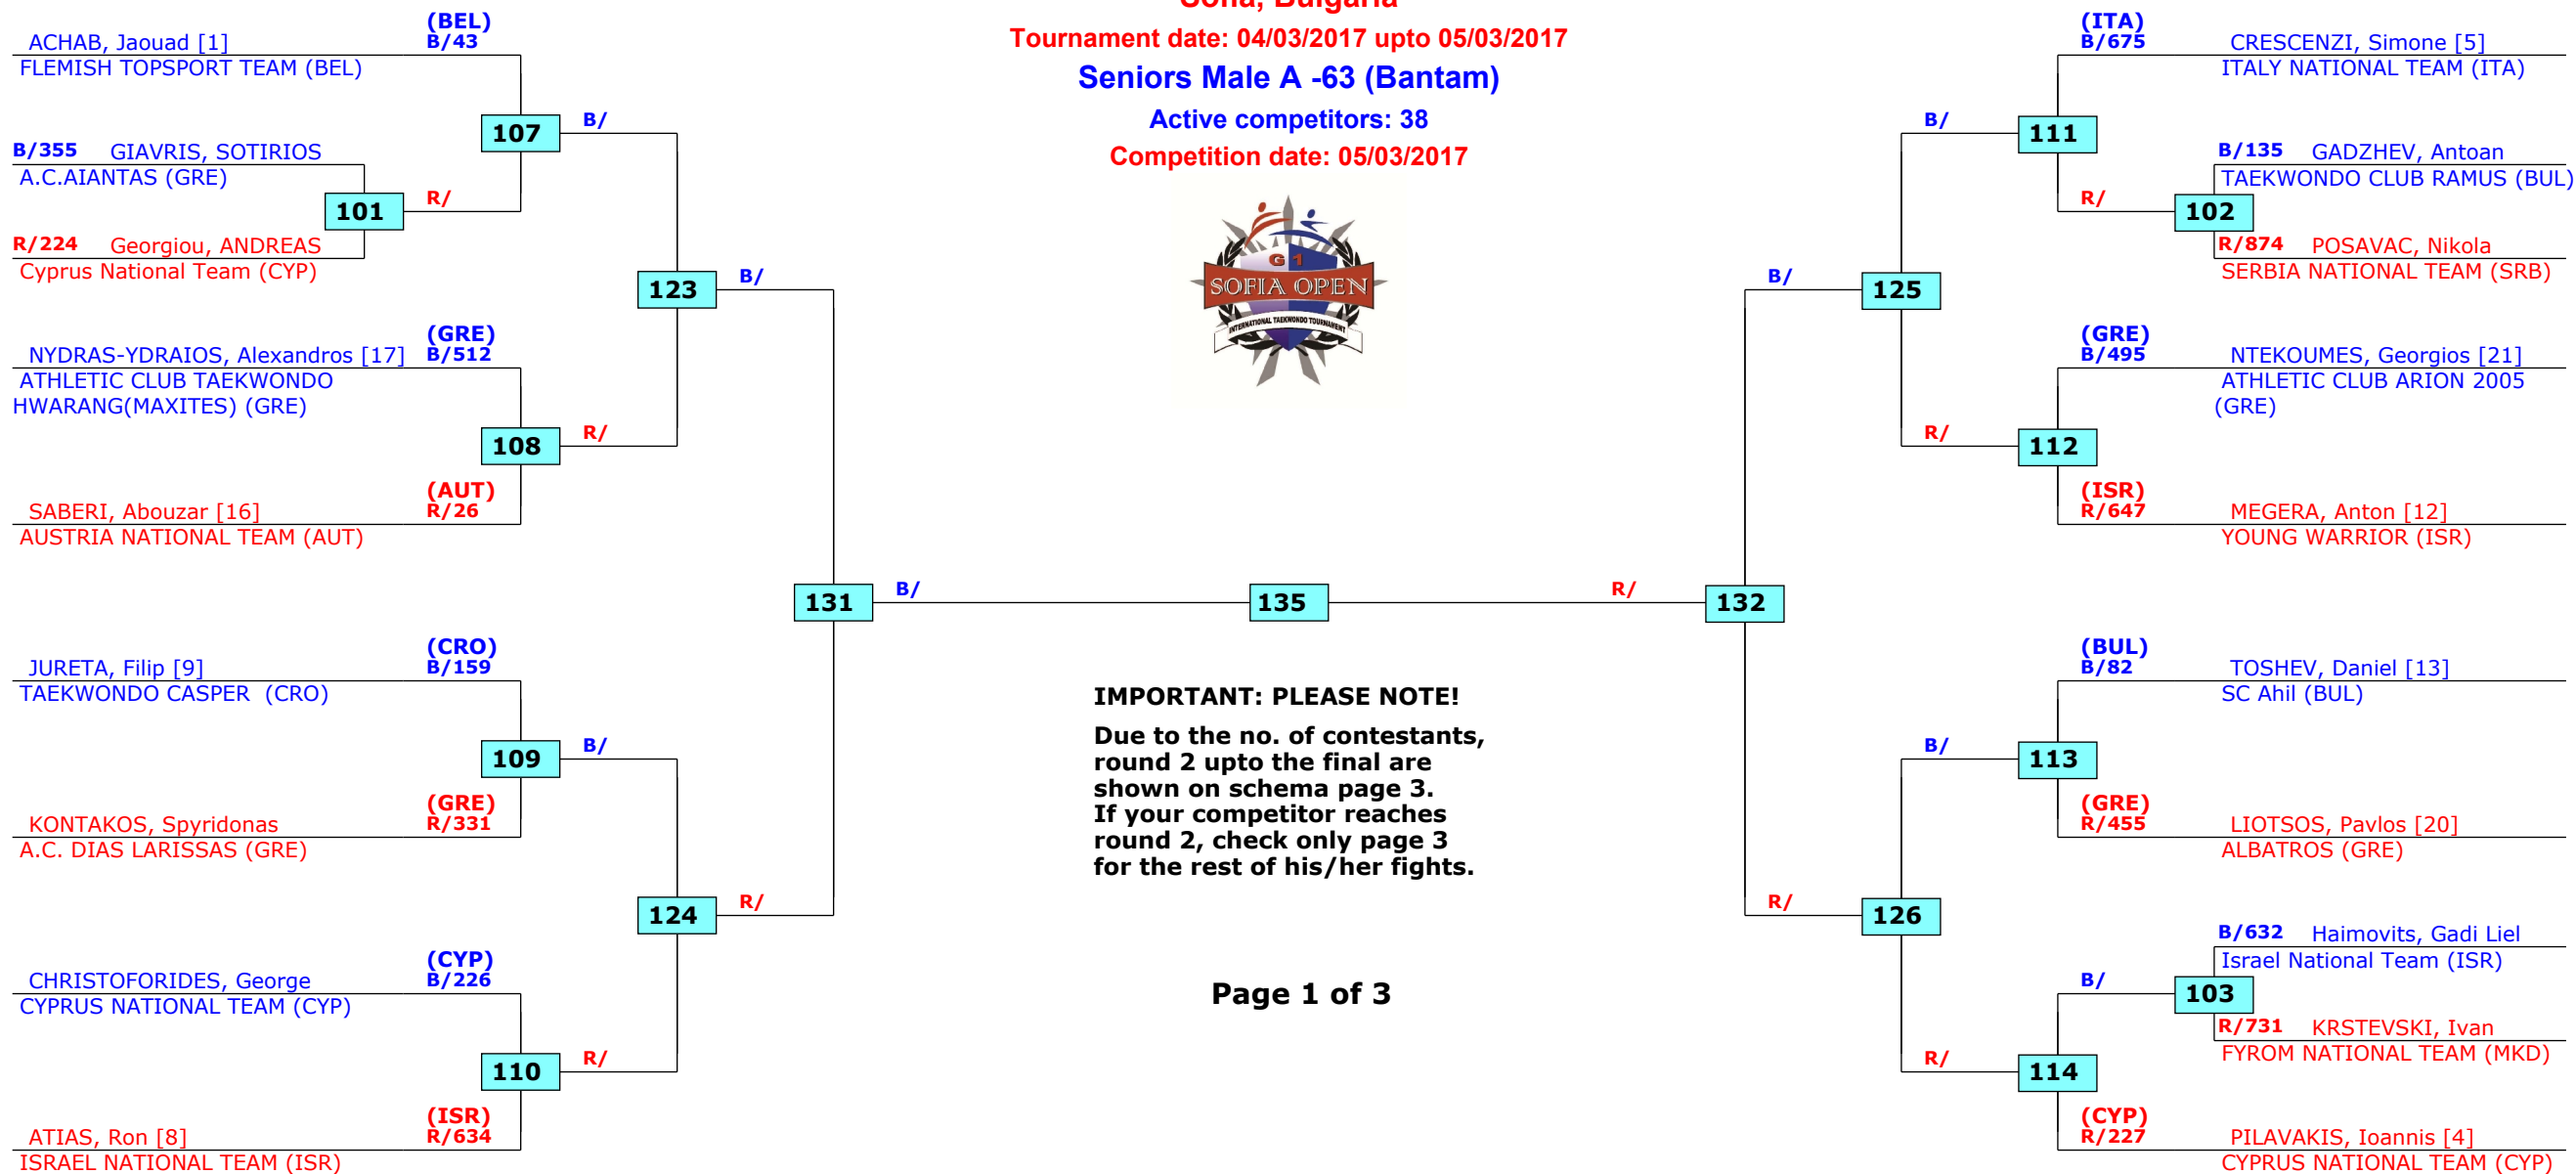 Sofia, Bulgaria
Tournament date: 04/03/2017 upto 05/03/2017
Seniors Male A -63 (Bantam)
Active competitors: 38
Competition date: 05/03/2017
G 1
SOFIA OPEN
INTERNATIONAL TAEKWONDO TOURNAMENT
(BEL)
ACHAB, Jaouad [1] B/43
FLEMISH TOPSPORT TEAM (BEL)
107 B/
B/355 GIAVRIS, SOTIRIOS
A.C.AIANTAS (GRE)
101 R/
R/224 Georgiou, ANDREAS
Cyprus National Team (CYP)
123 B/
(GRE)
NYDRAS-YDRAIOS, Alexandros [17] B/512
ATHLETIC CLUB TAEKWONDO
HWARANG(MAXITES) (GRE)
108 R/
(AUT)
SABERI, Abouzar [16] R/26
AUSTRIA NATIONAL TEAM (AUT)
131 B/
135
R/ 132
(CRO)
JURETA, Filip [9] B/159
TAEKWONDO CASPER (CRO)
109 B/
(GRE)
KONTAKOS, Spyridonas R/331
A.C. DIAS LARISSAS (GRE)
124 R/
(CYP)
CHRISTOFORIDES, George B/226
CYPRUS NATIONAL TEAM (CYP)
110 R/
(ISR)
ATIAS, Ron [8] R/634
ISRAEL NATIONAL TEAM (ISR)
IMPORTANT: PLEASE NOTE!
Due to the no. of contestants,
round 2 upto the final are
shown on schema page 3.
If your competitor reaches
round 2, check only page 3
for the rest of his/her fights.
Page 1 of 3
(ITA)
B/675 CRESCENZI, Simone [5]
ITALY NATIONAL TEAM (ITA)
B/ 111
B/135 GADZHEV, Antoan
TAEKWONDO CLUB RAMUS (BUL)
R/ 102
R/874 POSAVAC, Nikola
SERBIA NATIONAL TEAM (SRB)
B/ 125
(GRE)
B/495 NTEKOUMES, Georgios [21]
ATHLETIC CLUB ARION 2005
(GRE)
R/ 112
(ISR)
R/647 MEGERA, Anton [12]
YOUNG WARRIOR (ISR)
(BUL)
B/82 TOSHEV, Daniel [13]
SC Ahil (BUL)
B/ 113
(GRE)
R/455 LIOTSOS, Pavlos [20]
ALBATROS (GRE)
R/ 126
B/632 Haimovits, Gadi Liel
Israel National Team (ISR)
B/ 103
R/731 KRSTEVSKI, Ivan
FYROM NATIONAL TEAM (MKD)
R/ 114
(CYP)
R/227 PILAVAKIS, Ioannis [4]
CYPRUS NATIONAL TEAM (CYP)